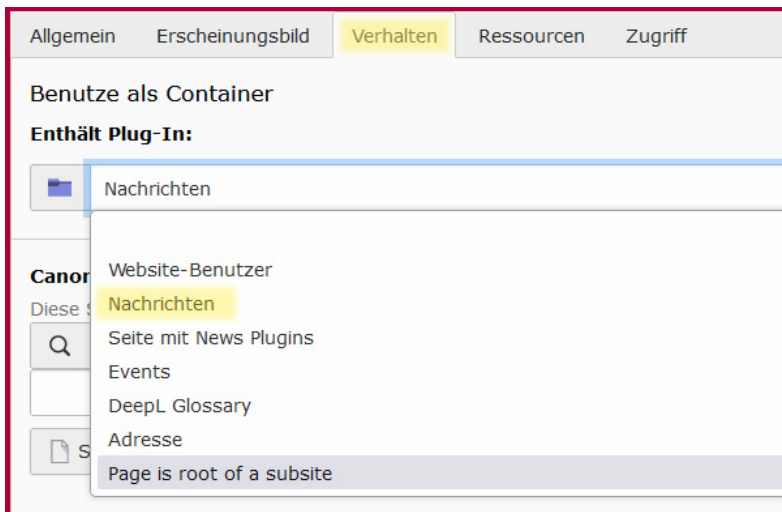 Allgemein Erscheinungsbild Verhalten Ressourcen Zugriff
Benutze als Container
Enthält Plug-In:
Nachrichten
Website-Benutzer
Nachrichten
Seite mit News Plugins
Events
DeepL Glossary
Adresse
Page is root of a subsite
Canon
Diese
S